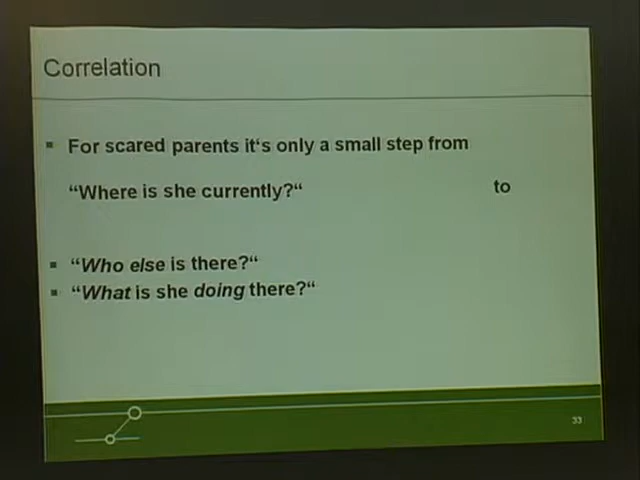 Correlation
For scared parents it‘s only a small step from
“Where is she currently?“ to
“Who else is there?“
“What is she doing there?“
33